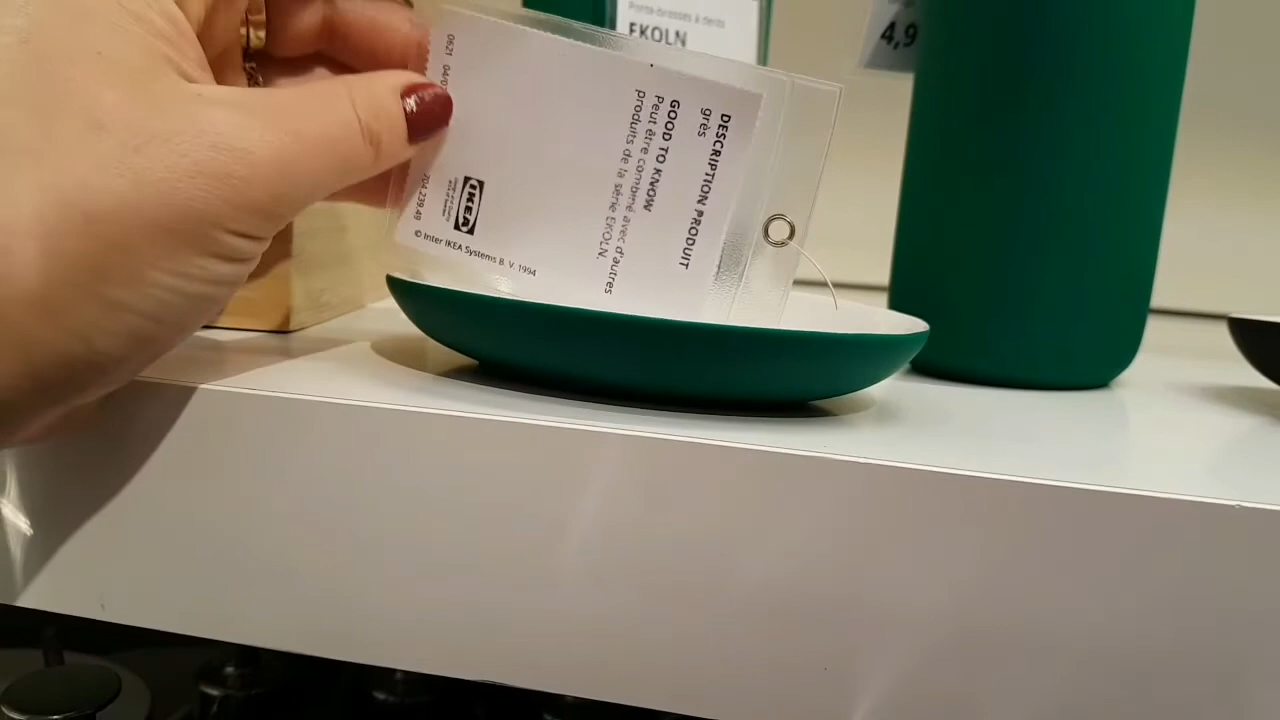 Porte-brosses à dents
EKOLN
4,9
DESCRIPTION PRODUIT
grès
GOOD TO KNOW
Peut être combiné avec d'autres
produits de la série EKOLN.
IKEA
© Inter IKEA Systems B. V. 1994
704.239.49
0621